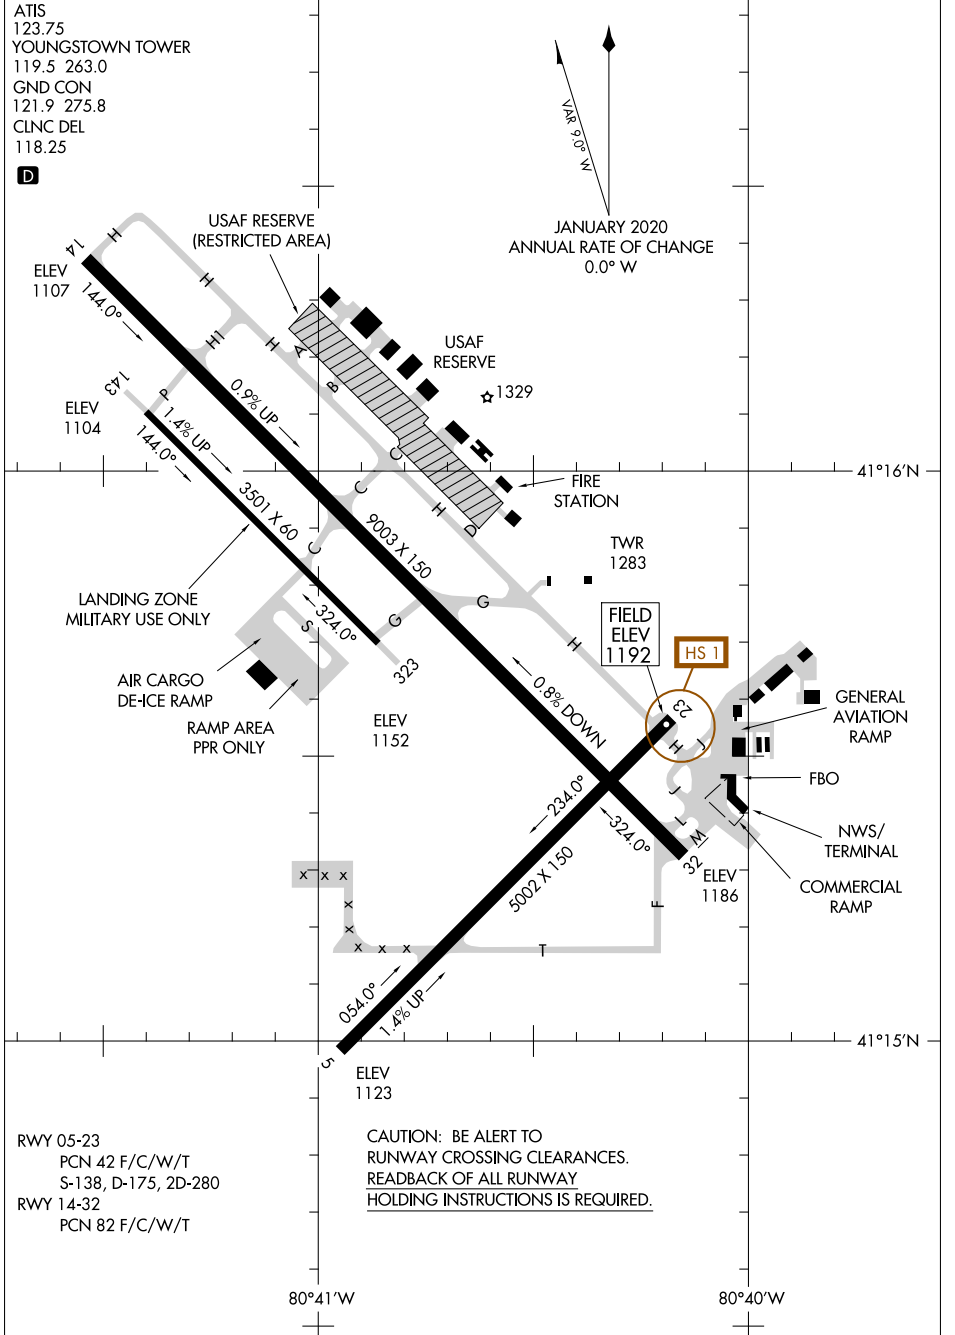 ATIS
123.75
YOUNGSTOWN TOWER
119.5 263.0
GND CON
121.9 275.8
CLNC DEL
118.25
D
VAR 9.0° W
JANUARY 2020
ANNUAL RATE OF CHANGE
0.0° W
USAF RESERVE
(RESTRICTED AREA)
14
H
ELEV
1107
144.0°
H
H1
H
A
B
USAF
RESERVE
1329
143
P
ELEV
1104
0.9% UP
1.4% UP
144.0°
C
41°16'N
FIRE
STATION
C
3501 X 60
H
D
9003 X 150
TWR
1283
C
LANDING ZONE
MILITARY USE ONLY
324.0°
G
G
S
H
FIELD
ELEV
1192
HS 1
323
AIR CARGO
DE-ICE RAMP
RAMP AREA
PPR ONLY
ELEV
1152
0.8% DOWN
23
GENERAL
AVIATION
RAMP
H
J
FBO
J
234.0°
324.0°
L
M
NWS/
TERMINAL
32
ELEV
1186
COMMERCIAL
RAMP
5002 X 150
x x x
x
x
x x x
F
T
054.0°
1.4% UP
41°15'N
5
ELEV
1123
RWY 05-23
PCN 42 F/C/W/T
S-138, D-175, 2D-280
RWY 14-32
PCN 82 F/C/W/T
CAUTION: BE ALERT TO
RUNWAY CROSSING CLEARANCES.
READBACK OF ALL RUNWAY
HOLDING INSTRUCTIONS IS REQUIRED.
80°41'W
80°40'W